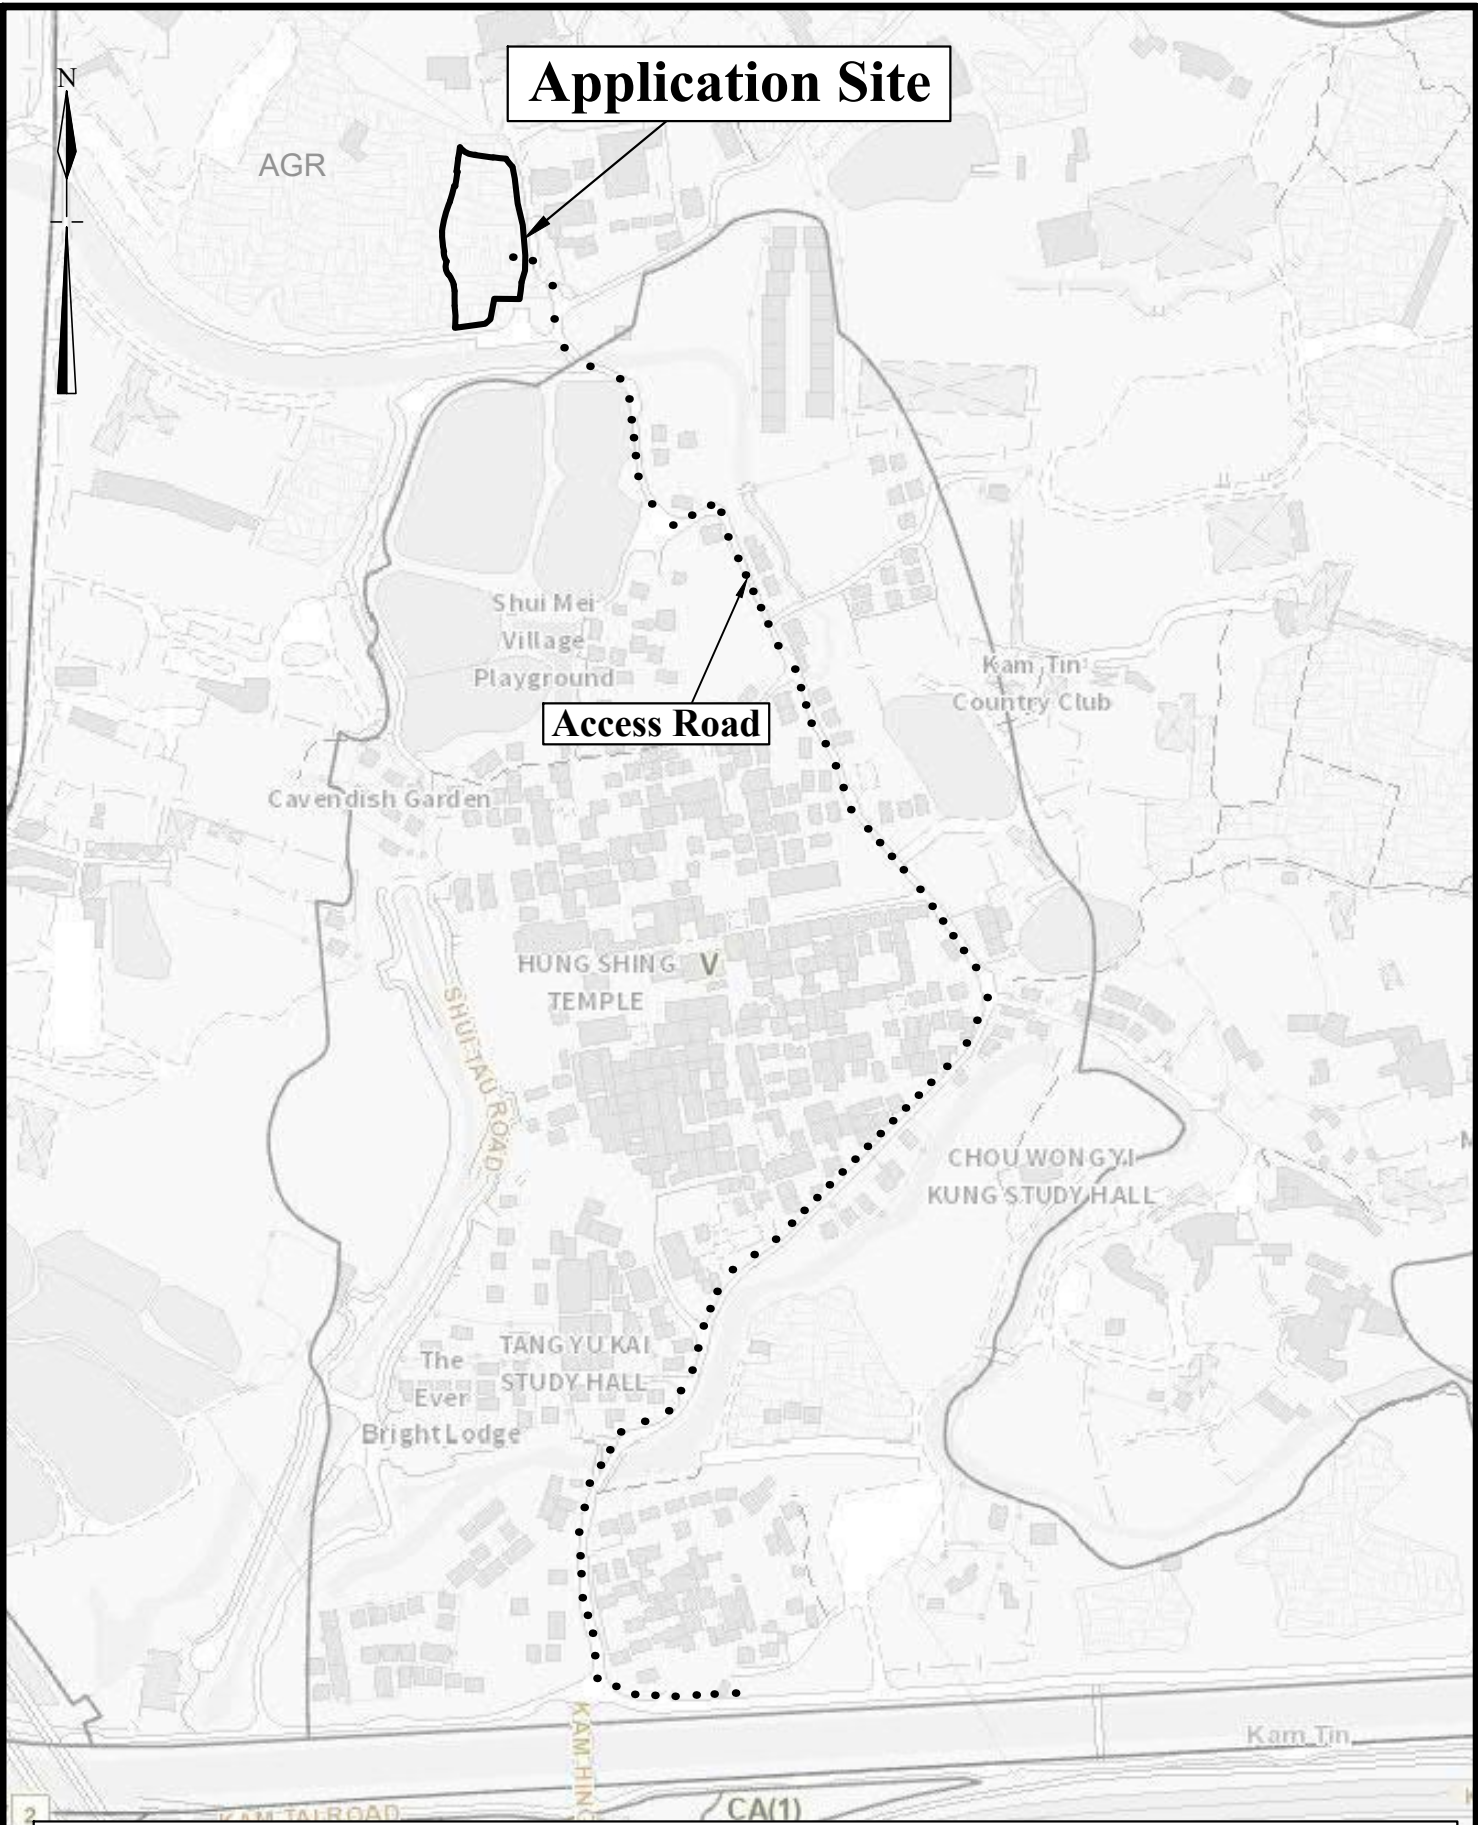 Application Site
N
AGR
Shui Mei
Village
Playground
Kam Tin
Country Club
Access Road
Cavendish Garden
HUNG SHING
TEMPLE
V
SHUI TAU ROAD
CHOU WONG YI
KUNG STUDY HALL
TANG YU KAI
STUDY HALL
The
Ever
Bright Lodge
KAM HING
Kam Tin
2
KAM TAI ROAD
CA(1)